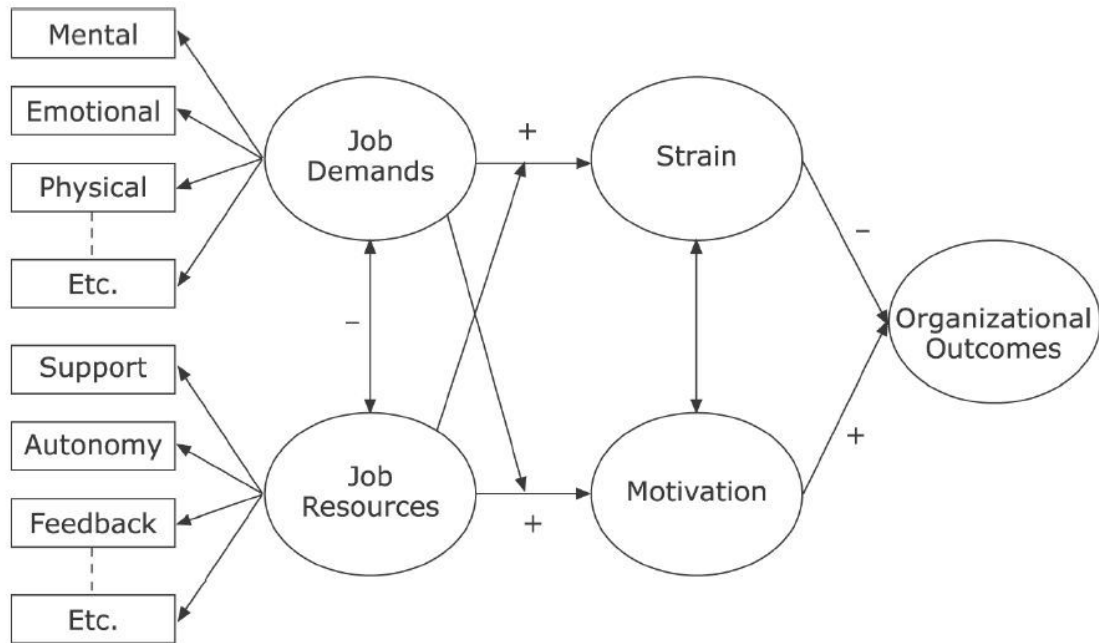 Mental
Emotional
Physical
Etc.
Support
Autonomy
Feedback
Etc.
Job
Demands
–
Job
Resources
+
+
Strain
Motivation
–
+
Organizational
Outcomes